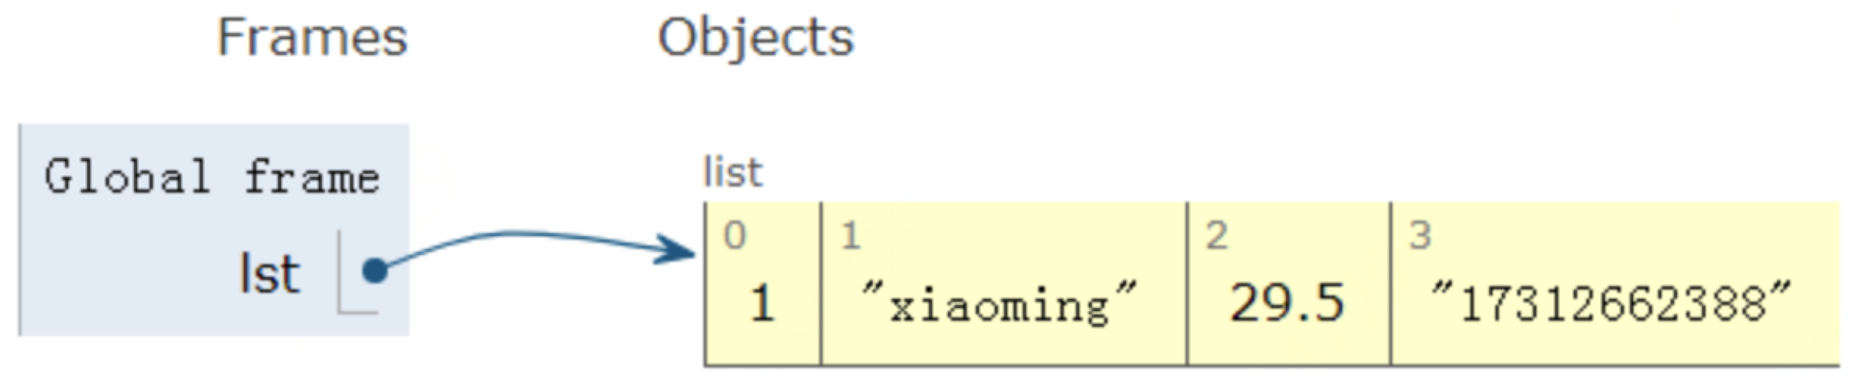 Frames Objects
Global frame
lst
list
0 1 2 3
1 "xiaoming" 29.5 "17312662388"